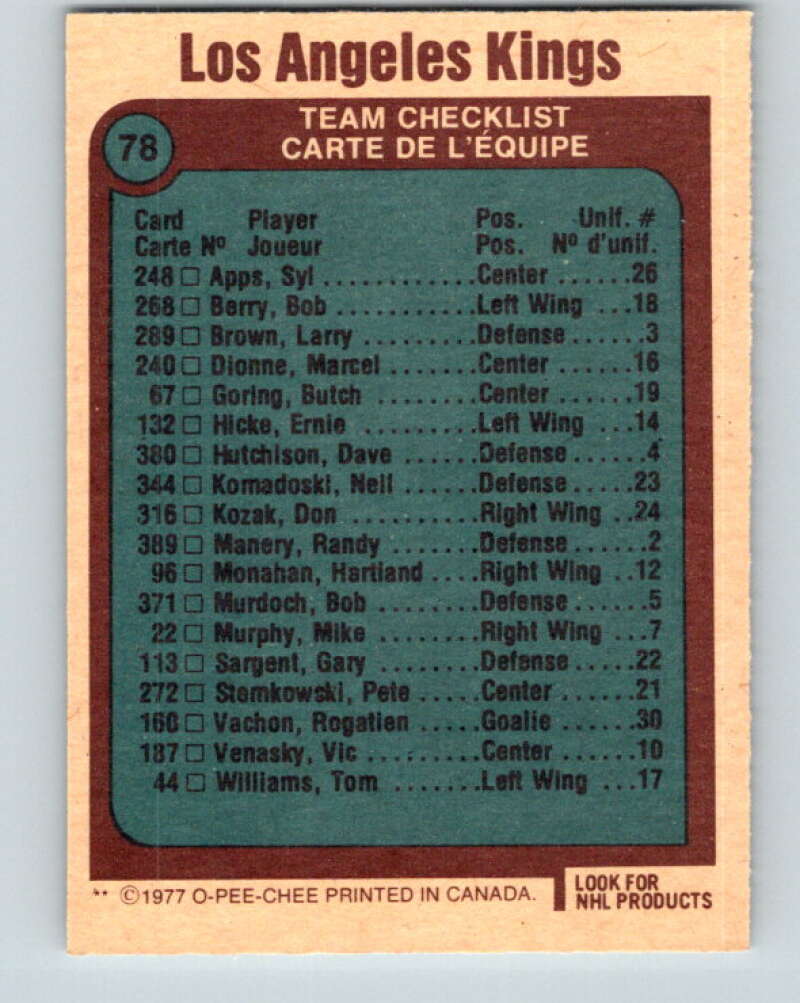 Los Angeles Kings
78
TEAM CHECKLIST
CARTE DE L'ÉQUIPE
Card Player Pos. Unif. #
Carte Nº Joueur Pos. Nº d'unif.
248 □ Apps, Syl ............Center ......26
268 □ Berry, Bob ...........Left Wing ...18
289 □ Brown, Larry .........Defense ......3
240 □ Dionne, Marcel .......Center ......16
67 □ Goring, Butch ........Center ......19
132 □ Hicke, Ernie .........Left Wing ...14
380 □ Hutchison, Dave ......Defense ......4
344 □ Komadoski, Neil ......Defense .....23
316 □ Kozak, Don ...........Right Wing ..24
389 □ Manery, Randy .......Defense ......2
96 □ Monahan, Hartland ....Right Wing ..12
371 □ Murdoch, Bob ........Defense ......5
22 □ Murphy, Mike ........Right Wing ...7
113 □ Sargent, Gary ........Defense .....22
272 □ Stemkowski, Pete .....Center ......21
160 □ Vachon, Rogatien .....Goalie ......30
187 □ Venasky, Vic ..........Center ......10
44 □ Williams, Tom .......Left Wing ...17
** ©1977 O-PEE-CHEE PRINTED IN CANADA.
LOOK FOR
NHL PRODUCTS